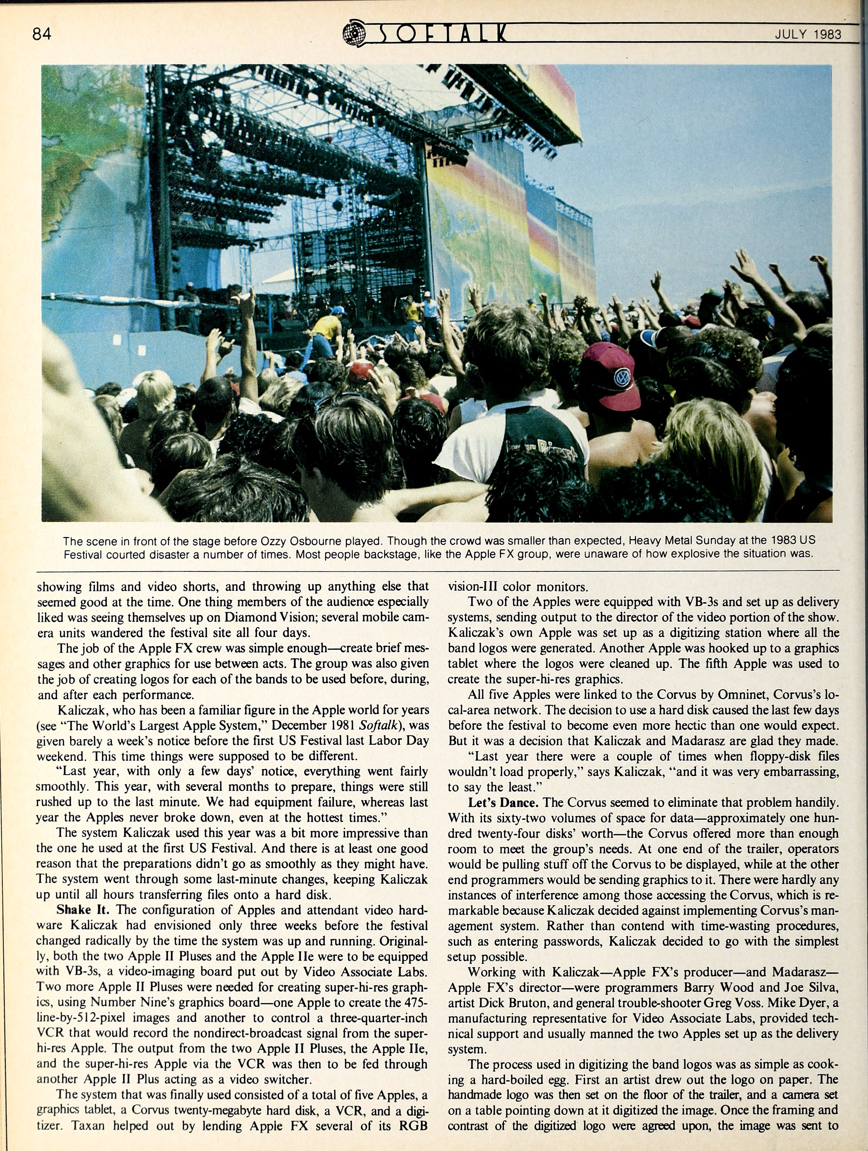 84
SOFTALK
JULY 1983
The scene in front of the stage before Ozzy Osbourne played. Though the crowd was smaller than expected, Heavy Metal Sunday at the 1983 US
Festival courted disaster a number of times. Most people backstage, like the Apple FX group, were unaware of how explosive the situation was.
showing films and video shorts, and throwing up anything else that
seemed good at the time. One thing members of the audience especially
liked was seeing themselves up on Diamond Vision; several mobile cam-
era units wandered the festival site all four days.
The job of the Apple FX crew was simple enough—create brief mes-
sages and other graphics for use between acts. The group was also given
the job of creating logos for each of the bands to be used before, during,
and after each performance.
Kaliczak, who has been a familiar figure in the Apple world for years
(see "The World's Largest Apple System," December 1981 Softalk), was
given barely a week's notice before the first US Festival last Labor Day
weekend. This time things were supposed to be different.
"Last year, with only a few days' notice, everything went fairly
smoothly. This year, with several months to prepare, things were still
rushed up to the last minute. We had equipment failure, whereas last
year the Apples never broke down, even at the hottest times."
The system Kaliczak used this year was a bit more impressive than
the one he used at the first US Festival. And there is at least one good
reason that the preparations didn't go as smoothly as they might have.
The system went through some last-minute changes, keeping Kaliczak
up until all hours transferring files onto a hard disk.
Shake It. The configuration of Apples and attendant video hard-
ware Kaliczak had envisioned only three weeks before the festival
changed radically by the time the system was up and running. Original-
ly, both the two Apple II Pluses and the Apple IIe were to be equipped
with VB-3s, a video-imaging board put out by Video Associate Labs.
Two more Apple II Pluses were needed for creating super-hi-res graph-
ics, using Number Nine's graphics board—one Apple to create the 475-
line-by-512-pixel images and another to control a three-quarter-inch
VCR that would record the nondirect-broadcast signal from the super-
hi-res Apple. The output from the two Apple II Pluses, the Apple IIe,
and the super-hi-res Apple via the VCR was then to be fed through
another Apple II Plus acting as a video switcher.
The system that was finally used consisted of a total of five Apples, a
graphics tablet, a Corvus twenty-megabyte hard disk, a VCR, and a digi-
tizer. Taxan helped out by lending Apple FX several of its RGB
vision-III color monitors.
Two of the Apples were equipped with VB-3s and set up as delivery
systems, sending output to the director of the video portion of the show.
Kaliczak's own Apple was set up as a digitizing station where all the
band logos were generated. Another Apple was hooked up to a graphics
tablet where the logos were cleaned up. The fifth Apple was used to
create the super-hi-res graphics.
All five Apples were linked to the Corvus by Omninet, Corvus's lo-
cal-area network. The decision to use a hard disk caused the last few days
before the festival to become even more hectic than one would expect.
But it was a decision that Kaliczak and Madarasz are glad they made.
"Last year there were a couple of times when floppy-disk files
wouldn't load properly," says Kaliczak, "and it was very embarrassing,
to say the least."
Let's Dance. The Corvus seemed to eliminate that problem handily.
With its sixty-two volumes of space for data—approximately one hun-
dred twenty-four disks' worth—the Corvus offered more than enough
room to meet the group's needs. At one end of the trailer, operators
would be pulling stuff off the Corvus to be displayed, while at the other
end programmers would be sending graphics to it. There were hardly any
instances of interference among those accessing the Corvus, which is re-
markable because Kaliczak decided against implementing Corvus's man-
agement system. Rather than contend with time-wasting procedures,
such as entering passwords, Kaliczak decided to go with the simplest
setup possible.
Working with Kaliczak—Apple FX's producer—and Madarasz—
Apple FX's director—were programmers Barry Wood and Joe Silva,
artist Dick Bruton, and general trouble-shooter Greg Voss. Mike Dyer, a
manufacturing representative for Video Associate Labs, provided tech-
nical support and usually manned the two Apples set up as the delivery
system.
The process used in digitizing the band logos was as simple as cook-
ing a hard-boiled egg. First an artist drew out the logo on paper. The
handmade logo was then set on the floor of the trailer, and a camera set
on a table pointing down at it digitized the image. Once the framing and
contrast of the digitized logo were agreed upon, the image was sent to